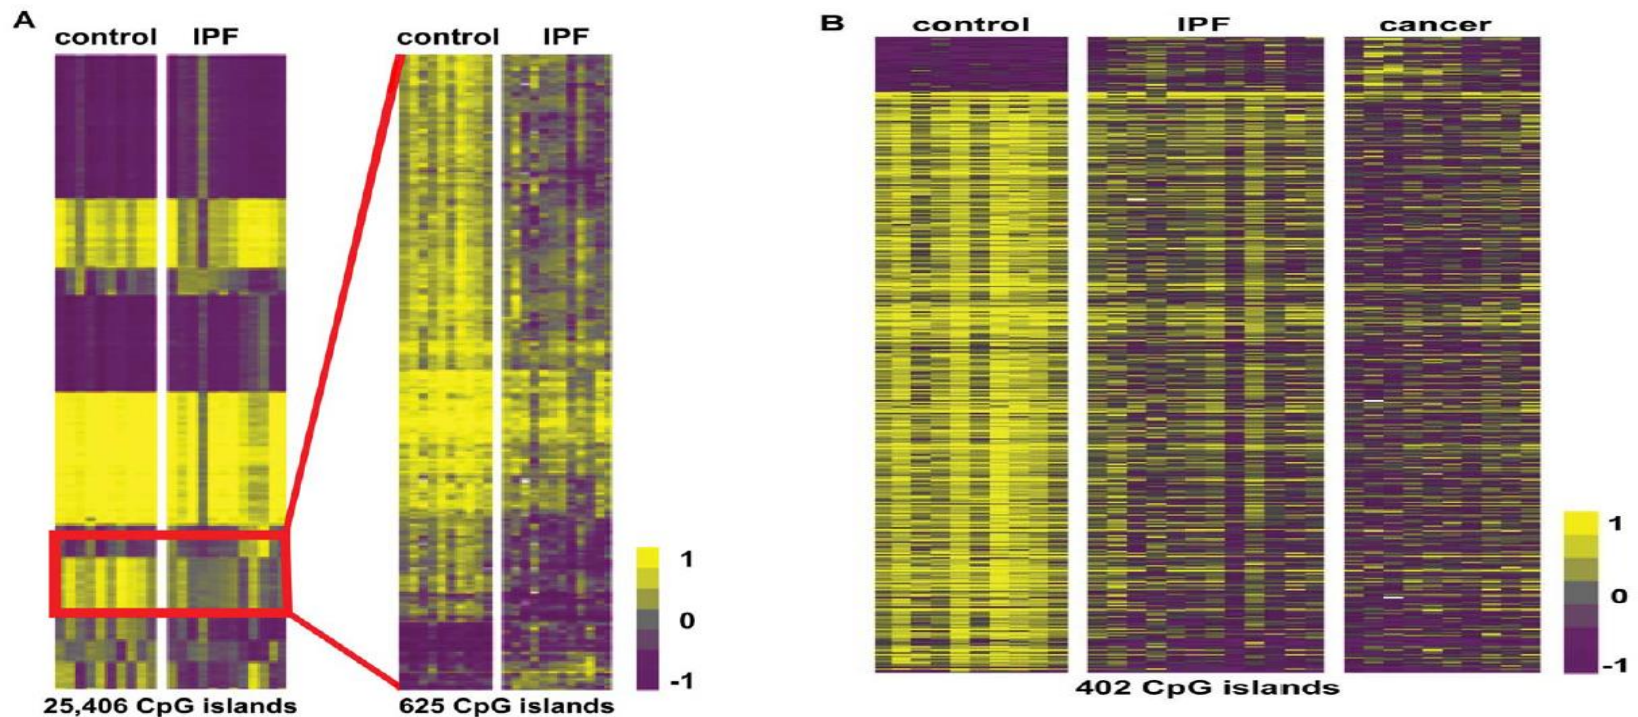 A
control IPF
control IPF
1
0
-1
25,406 CpG islands
625 CpG islands
B
control IPF cancer
1
0
-1
402 CpG islands